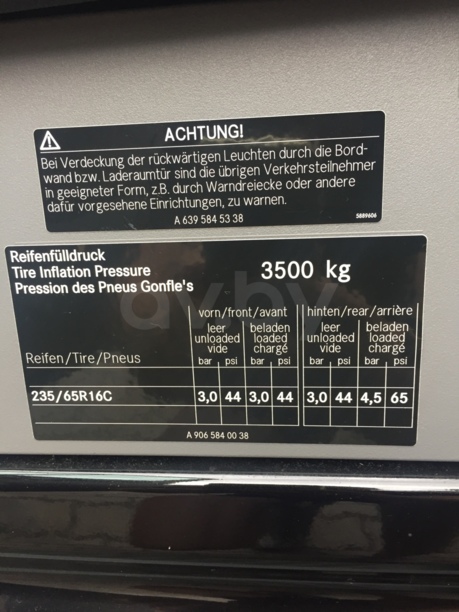 ACHTUNG!
Bei Verdeckung der rückwärtigen Leuchten durch die Bord-
wand bzw. Laderaumtür sind die übrigen Verkehrsteilnehmer
in geeigneter Form, z.B. durch Warndreiecke oder andere
dafür vorgesehene Einrichtungen, zu warnen.
A 639 584 53 38
5889606
Reifenfülldruck
Tire Inflation Pressure
Pression des Pneus Gonfle's
3500 kg
vorn/front/avant hinten/rear/arrière
leer beladen leer beladen
unloaded loaded unloaded loaded
vide chargé vide chargé
Reifen/Tire/Pneus bar psi bar psi bar psi bar psi
235/65R16C 3,0 44 3,0 44 3,0 44 4,5 65
A 906 584 00 38
ayby